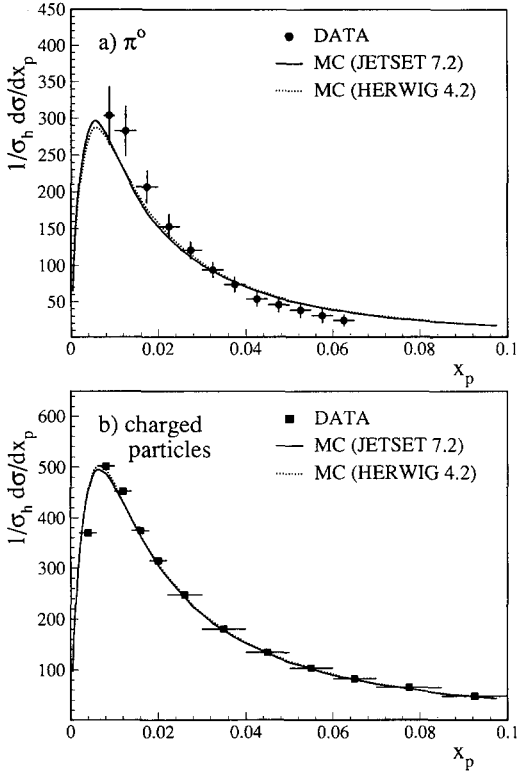 450
400
350
300
250
200
150
100
50
1/σₕ dσ/dxₚ
a) π⁰
DATA
MC (JETSET 7.2)
MC (HERWIG 4.2)
0
0.02
0.04
0.06
0.08
0.1
xₚ
600
500
400
300
200
100
1/σₕ dσ/dxₚ
b) charged
particles
DATA
MC (JETSET 7.2)
MC (HERWIG 4.2)
0
0.02
0.04
0.06
0.08
0.1
xₚ